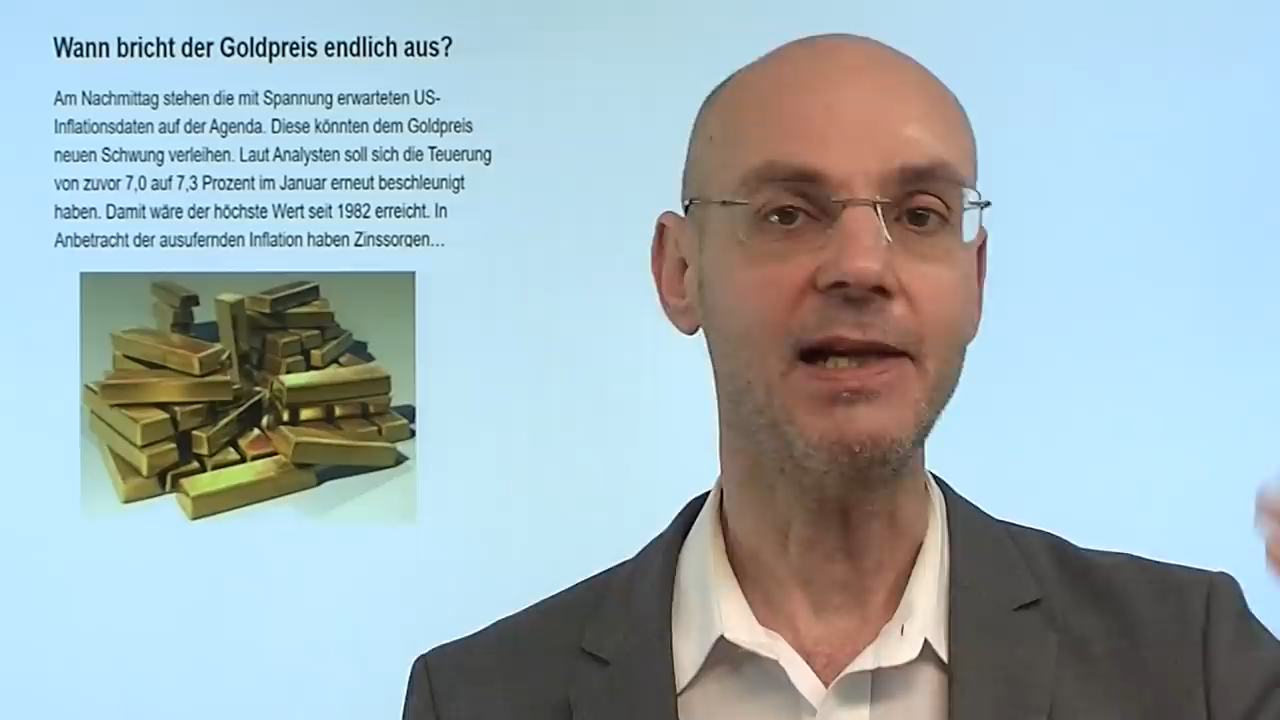 Wann bricht der Goldpreis endlich aus?
Am Nachmittag stehen die mit Spannung erwarteten US-
Inflationsdaten auf der Agenda. Diese könnten dem Goldpreis
neuen Schwung verleihen. Laut Analysten soll sich die Teuerung
von zuvor 7,0 auf 7,3 Prozent im Januar erneut beschleunigt
haben. Damit wäre der höchste Wert seit 1982 erreicht. In
Anbetracht der ausufernden Inflation haben Zinssorgen...